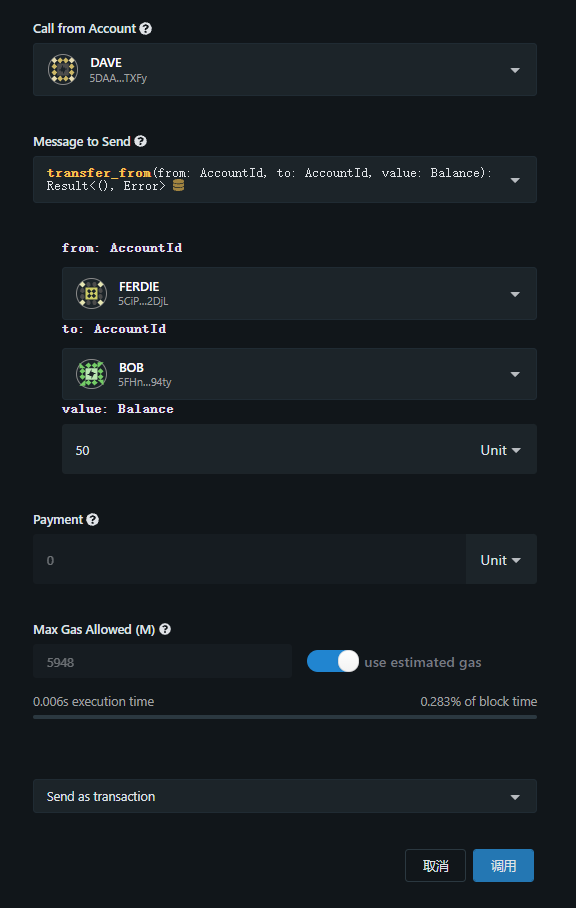 Call from Account
DAVE
5DAA...TXFy
Message to Send
transfer_from(from: AccountId, to: AccountId, value: Balance):
Result<(), Error>
from: AccountId
FERDIE
5CiP...2DjL
to: AccountId
BOB
5FHn...94ty
value: Balance
50 Unit
Payment
0 Unit
Max Gas Allowed (M)
5948 use estimated gas
0.006s execution time 0.283% of block time
Send as transaction
取消 调用